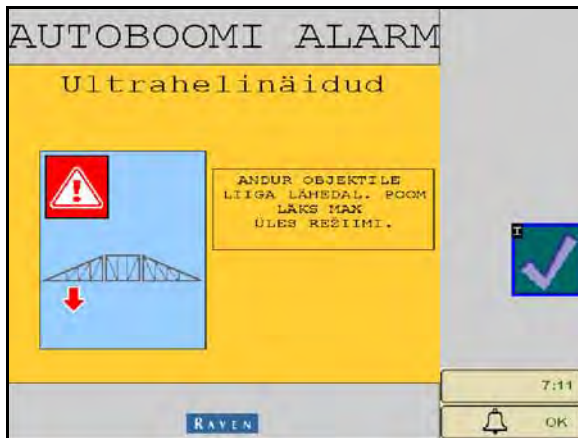 AUTOBOOMI ALARM
Ultrahelinäidud
ANDUR OBJEKTILE
LIIGA LÄHEDAL. POOM
LÄKS MAX
ÜLES REŽIIMI.
I
7:11
RAVEN
OK